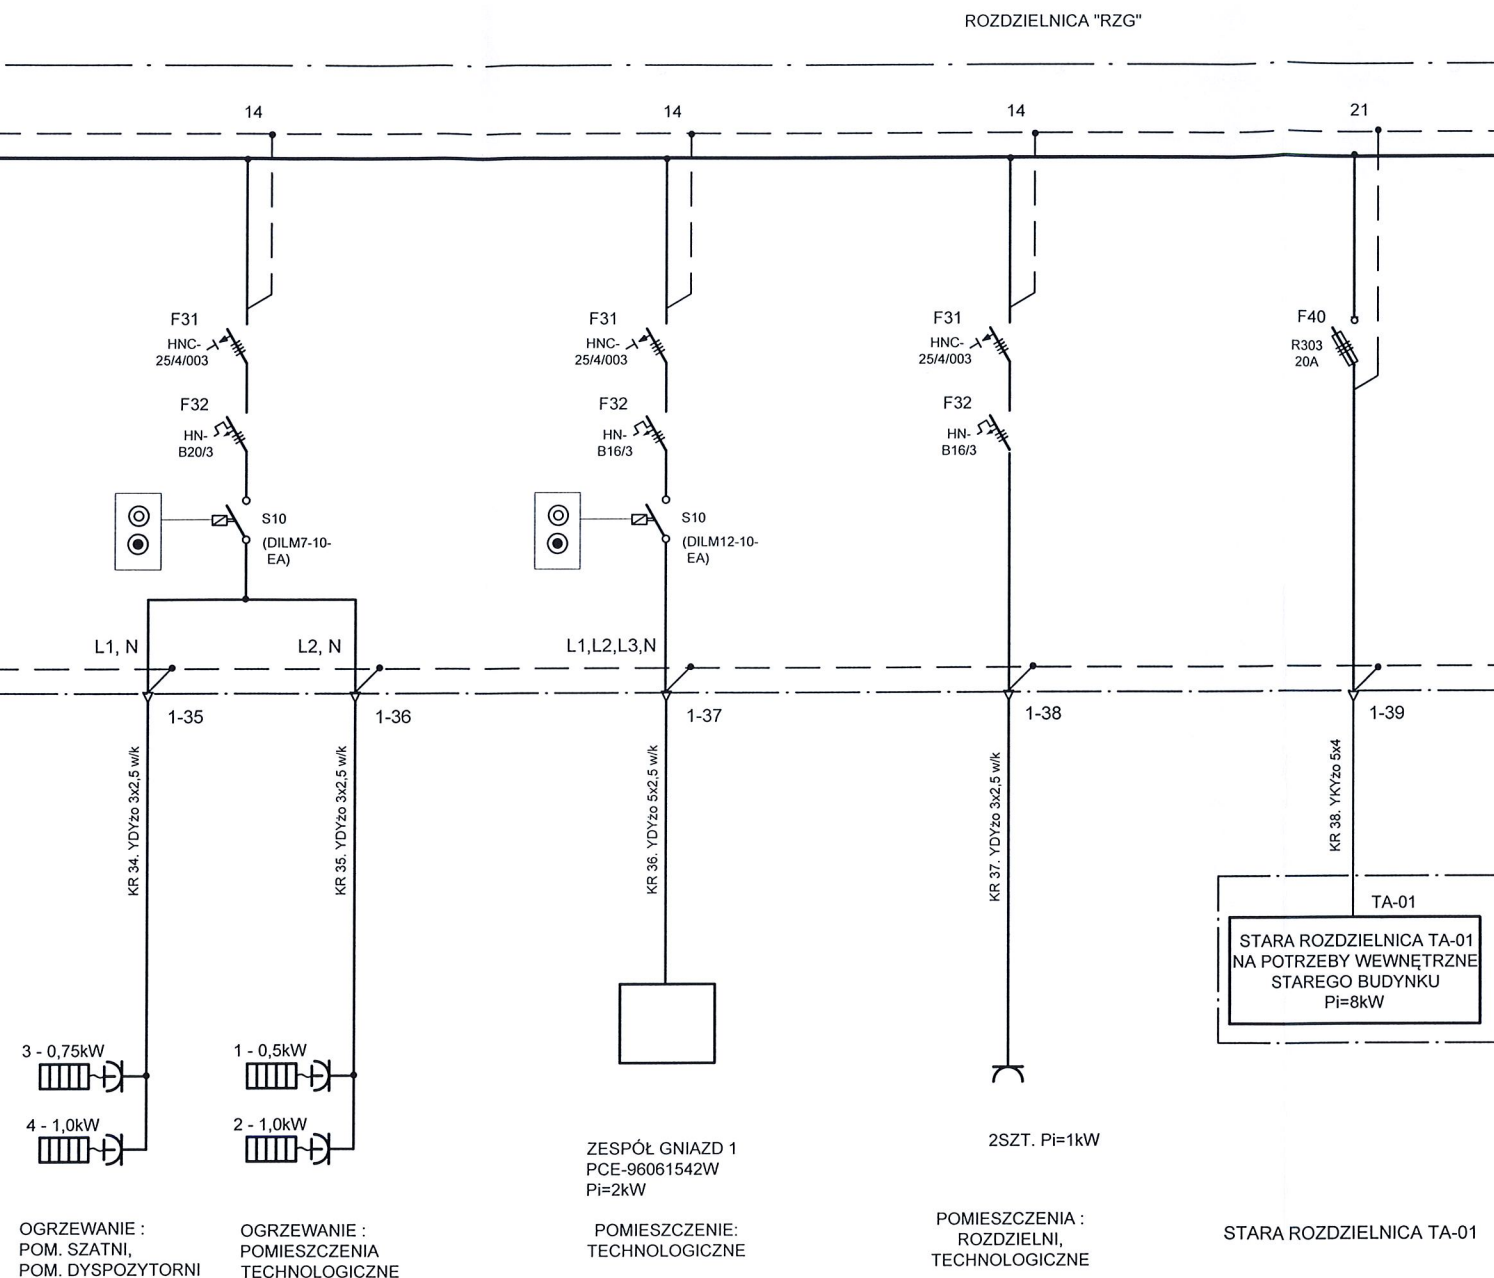 ROZDZIELNICA "RZG"
14
14
14
21
F31
HNC-
25/4/003
F31
HNC-
25/4/003
F31
HNC-
25/4/003
F40
R303
20A
F32
HN-
B20/3
F32
HN-
B16/3
F32
HN-
B16/3
S10
(DILM7-10-
EA)
S10
(DILM12-10-
EA)
L1, N
L2, N
L1,L2,L3,N
1-35
1-36
1-37
1-38
1-39
KR 34. YDYżo 3x2,5 w/k
KR 35. YDYżo 3x2,5 w/k
KR 36. YDYżo 5x2,5 w/k
KR 37. YDYżo 3x2,5 w/k
KR 38. YKYżo 5x4
TA-01
STARA ROZDZIELNICA TA-01
NA POTRZEBY WEWNĘTRZNE
STAREGO BUDYNKU
Pi=8kW
3 - 0,75kW
4 - 1,0kW
1 - 0,5kW
2 - 1,0kW
ZESPÓŁ GNIAZD 1
PCE-96061542W
Pi=2kW
2SZT. Pi=1kW
OGRZEWANIE :
POM. SZATNI,
POM. DYSPOZYTORNI
OGRZEWANIE :
POMIESZCZENIA
TECHNOLOGICZNE
POMIESZCZENIE:
TECHNOLOGICZNE
POMIESZCZENIA :
ROZDZIELNI,
TECHNOLOGICZNE
STARA ROZDZIELNICA TA-01